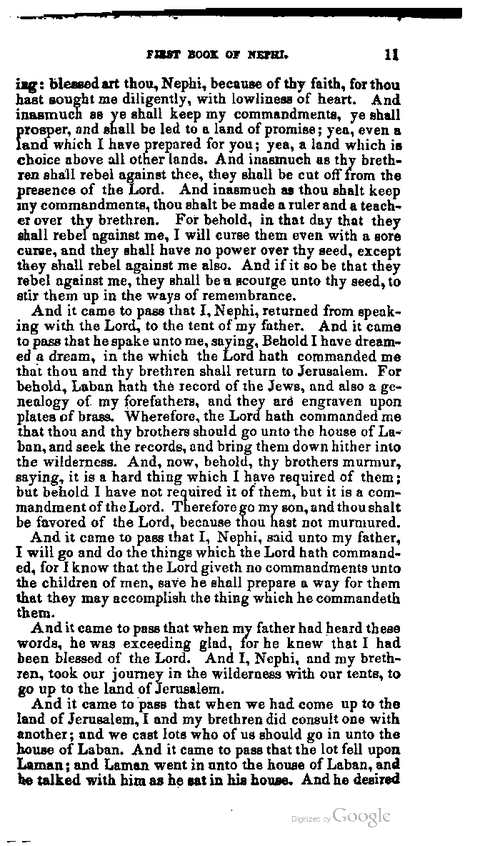 FIRST BOOK OF NEPHI. 11
ing: blessed art thou, Nephi, because of thy faith, for thou
hast sought me diligently, with lowliness of heart. And
inasmuch as ye shall keep my commandments, ye shall
prosper, and shall be led to a land of promise; yea, even a
land which I have prepared for you; yea, a land which is
choice above all other lands. And inasmuch as thy breth-
ren shall rebel against thee, they shall be cut off from the
presence of the Lord. And inasmuch as thou shalt keep
my commandments, thou shalt be made a ruler and a teach-
er over thy brethren. For behold, in that day that they
shall rebel against me, I will curse them even with a sore
curse, and they shall have no power over thy seed, except
they shall rebel against me also. And if it so be that they
rebel against me, they shall be a scourge unto thy seed, to
stir them up in the ways of remembrance.
And it came to pass that I, Nephi, returned from speak-
ing with the Lord, to the tent of my father. And it came
to pass that he spake unto me, saying, Behold I have dream-
ed a dream, in the which the Lord hath commanded me
that thou and thy brethren shall return to Jerusalem. For
behold, Laban hath the record of the Jews, and also a ge-
nealogy of my forefathers, and they are engraven upon
plates of brass. Wherefore, the Lord hath commanded me
that thou and thy brothers should go unto the house of La-
ban, and seek the records, and bring them down hither into
the wilderness. And, now, behold, thy brothers murmur,
saying, it is a hard thing which I have required of them;
but behold I have not required it of them, but it is a com-
mandment of the Lord. Therefore go my son, and thou shalt
be favored of the Lord, because thou hast not murmured.
And it came to pass that I, Nephi, said unto my father,
I will go and do the things which the Lord hath command-
ed, for I know that the Lord giveth no commandments unto
the children of men, save he shall prepare a way for them
that they may accomplish the thing which he commandeth
them.
And it came to pass that when my father had heard these
words, he was exceeding glad, for he knew that I had
been blessed of the Lord. And I, Nephi, and my breth-
ren, took our journey in the wilderness with our tents, to
go up to the land of Jerusalem.
And it came to pass that when we had come up to the
land of Jerusalem, I and my brethren did consult one with
another; and we cast lots who of us should go in unto the
house of Laban. And it came to pass that the lot fell upon
Laman; and Laman went in unto the house of Laban, and
he talked with him as he sat in his house. And he desired
Digitized by Google